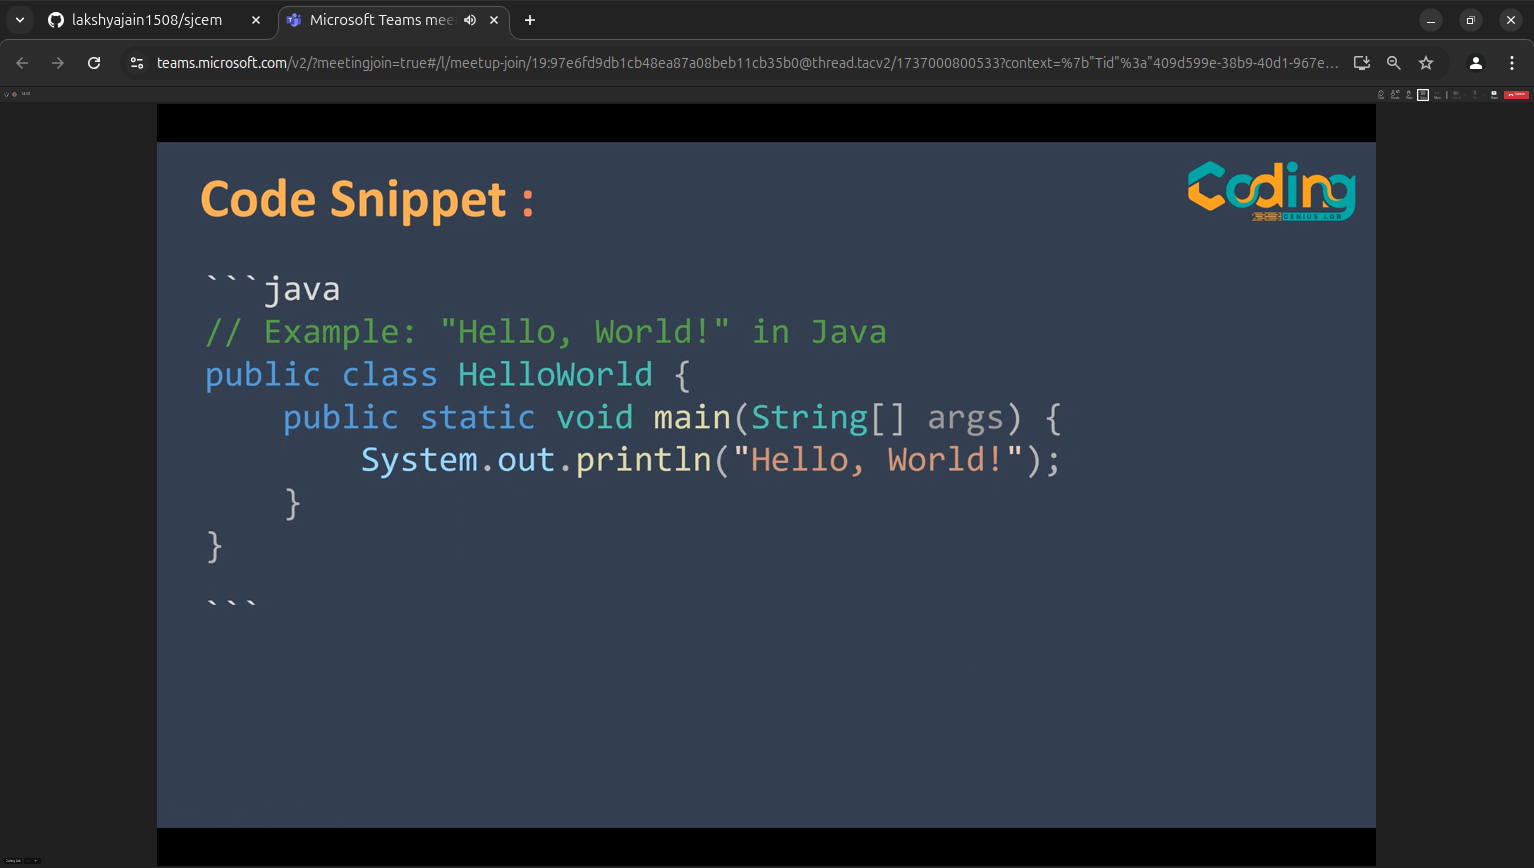 lakshyajain1508/sjcem
Microsoft Teams mee
teams.microsoft.com/v2/?meetingjoin=true#/l/meetup-join/19:97e6fd9db1cb48ea87a08beb11cb35b0@thread.tacv2/1737000800533?context=%7b"Tid"%3a"409d599e-38b9-40d1-967e...
Code Snippet :
Coding
GENIUS LAB
```java
// Example: "Hello, World!" in Java
public class HelloWorld {
    public static void main(String[] args) {
        System.out.println("Hello, World!");
    }
}
```